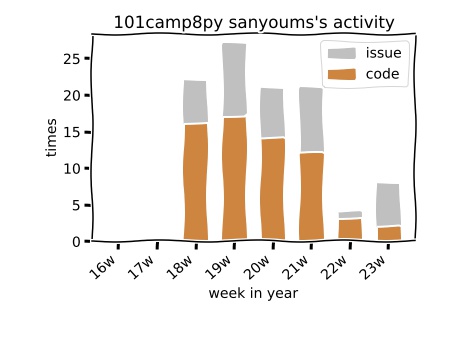 101camp8py sanyoums's activity
issue
code
times
25
20
15
10
5
0
16w 17w 18w 19w 20w 21w 22w 23w
week in year